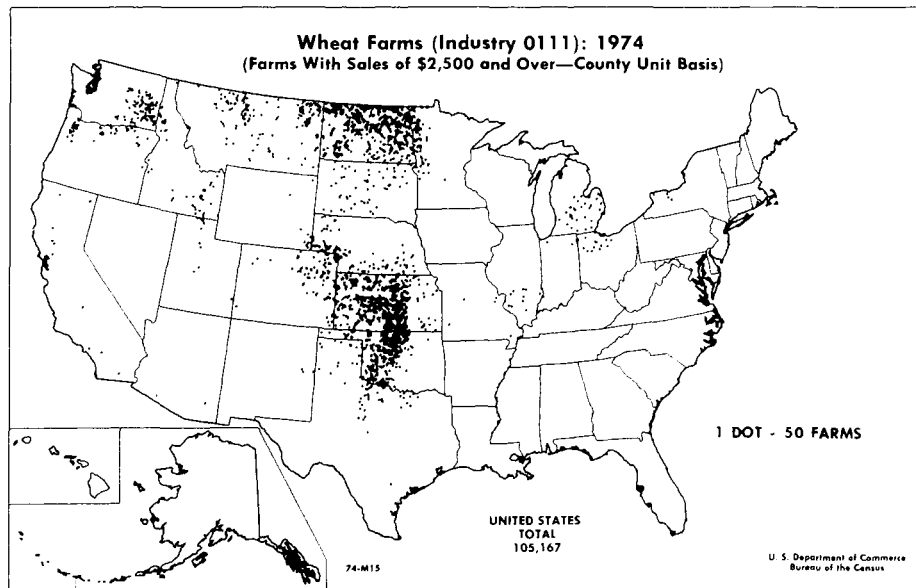 Wheat Farms (Industry 0111): 1974
(Farms With Sales of $2,500 and Over—County Unit Basis)
1 DOT - 50 FARMS
UNITED STATES
TOTAL
105,167
74-M15
U. S. Department of Commerce
Bureau of the Census